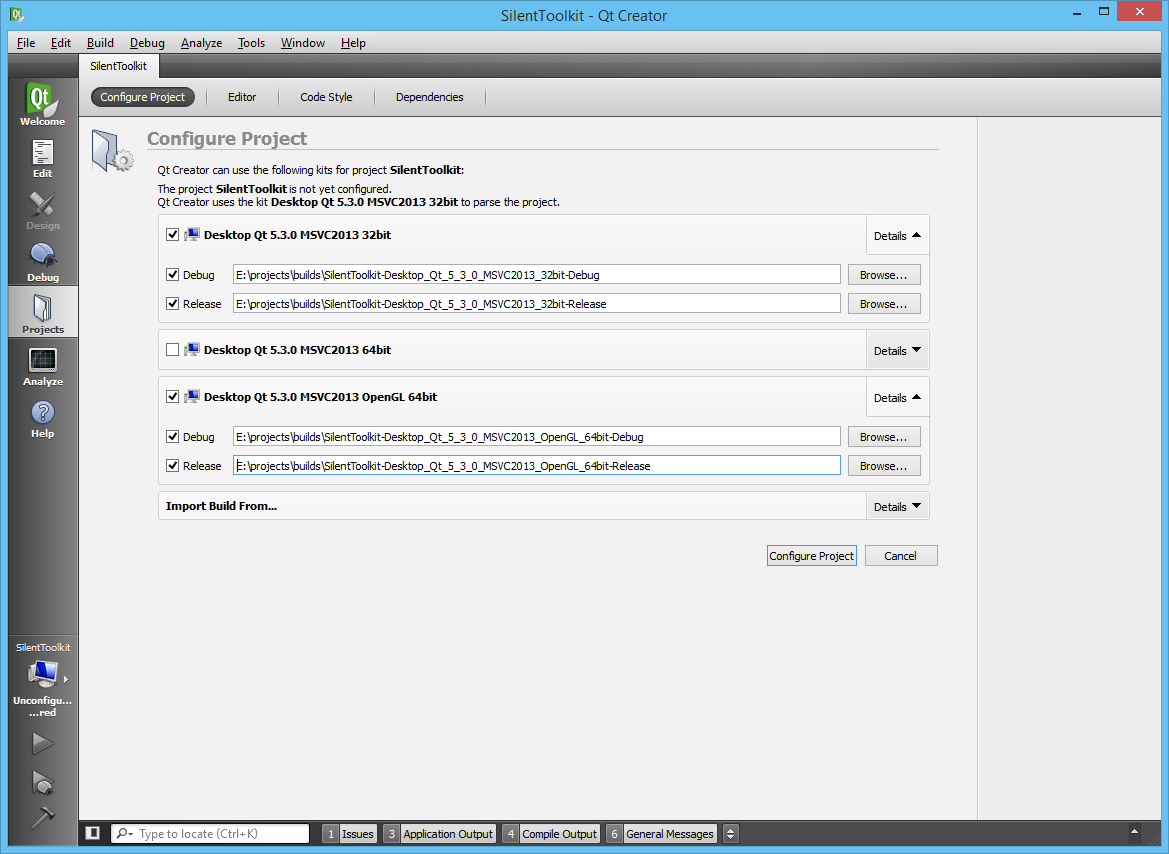 SilentToolkit - Qt Creator
File Edit Build Debug Analyze Tools Window Help
SilentToolkit
Configure Project Editor Code Style Dependencies
Qt
Welcome
Edit
Design
Debug
Projects
Analyze
Help
Configure Project
Qt Creator can use the following kits for project SilentToolkit:
The project SilentToolkit is not yet configured.
Qt Creator uses the kit Desktop Qt 5.3.0 MSVC2013 32bit to parse the project.
Desktop Qt 5.3.0 MSVC2013 32bit Details
Debug E:\projects\builds\SilentToolkit-Desktop_Qt_5_3_0_MSVC2013_32bit-Debug Browse...
Release E:\projects\builds\SilentToolkit-Desktop_Qt_5_3_0_MSVC2013_32bit-Release Browse...
Desktop Qt 5.3.0 MSVC2013 64bit Details
Desktop Qt 5.3.0 MSVC2013 OpenGL 64bit Details
Debug E:\projects\builds\SilentToolkit-Desktop_Qt_5_3_0_MSVC2013_OpenGL_64bit-Debug Browse...
Release E:\projects\builds\SilentToolkit-Desktop_Qt_5_3_0_MSVC2013_OpenGL_64bit-Release Browse...
Import Build From... Details
Configure Project Cancel
SilentToolkit
Unconfigu...
...red
Type to locate (Ctrl+K) 1 Issues 3 Application Output 4 Compile Output 6 General Messages